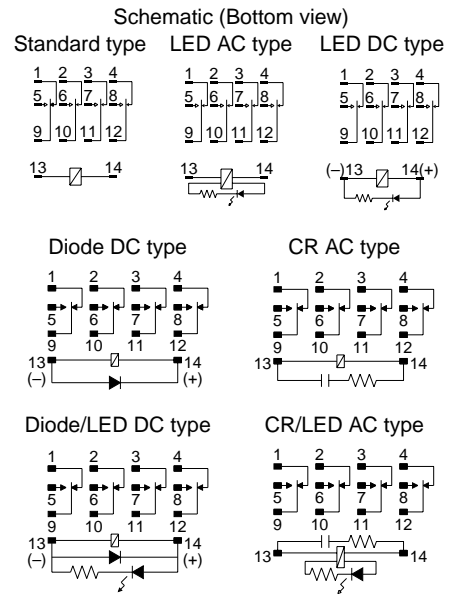 Schematic (Bottom view)
Standard type LED AC type LED DC type
1 2 3 4 1 2 3 4 1 2 3 4
5 6 7 8 5 6 7 8 5 6 7 8
9 10 11 12 9 10 11 12 9 10 11 12
13 14 13 14 (–)13 14(+)
Diode DC type CR AC type
1 2 3 4 1 2 3 4
5 6 7 8 5 6 7 8
9 10 11 12 9 10 11 12
13 14 13 14
(–) (+)
Diode/LED DC type CR/LED AC type
1 2 3 4 1 2 3 4
5 6 7 8 5 6 7 8
9 10 11 12 9 10 11 12
13 14 13 14
(–) (+)